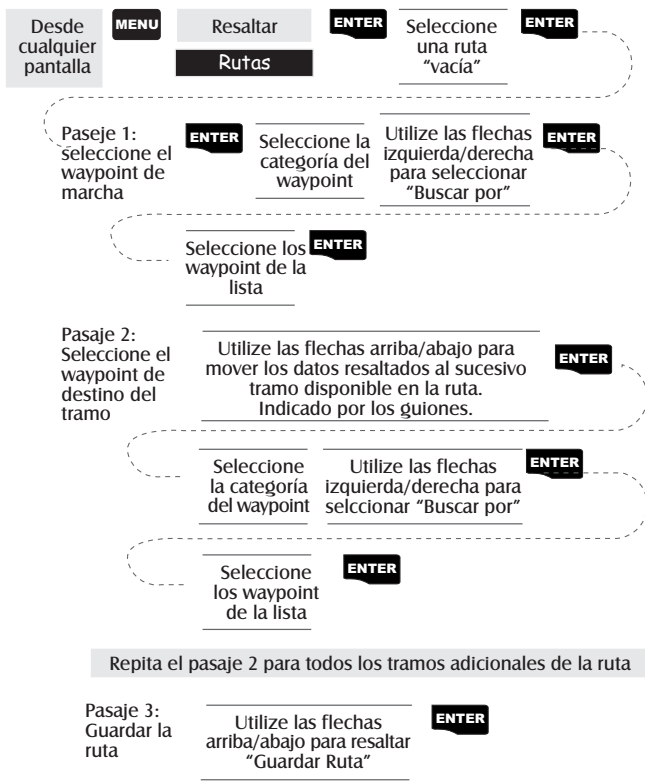 Desde
cualquier
pantalla
MENU
Resaltar
Rutas
ENTER
Seleccione
una ruta
“vacía”
ENTER
Paseje 1:
seleccione el
waypoint de
marcha
ENTER
Seleccione la
categoría del
waypoint
Utilize las flechas
izquierda/derecha
para seleccionar
“Buscar por”
ENTER
Seleccione los
waypoint de la
lista
ENTER
Pasaje 2:
Seleccione el
waypoint de
destino del
tramo
Utilize las flechas arriba/abajo para
mover los datos resaltados al sucesivo
tramo disponible en la ruta.
Indicado por los guiones.
ENTER
Seleccione
la categoría
del waypoint
Utilize las flechas
izquierda/derecha para
selccionar “Buscar por”
ENTER
Seleccione
los waypoint
de la lista
ENTER
Repita el pasaje 2 para todos los tramos adicionales de la ruta
Pasaje 3:
Guardar la
ruta
Utilize las flechas
arriba/abajo para resaltar
“Guardar Ruta”
ENTER